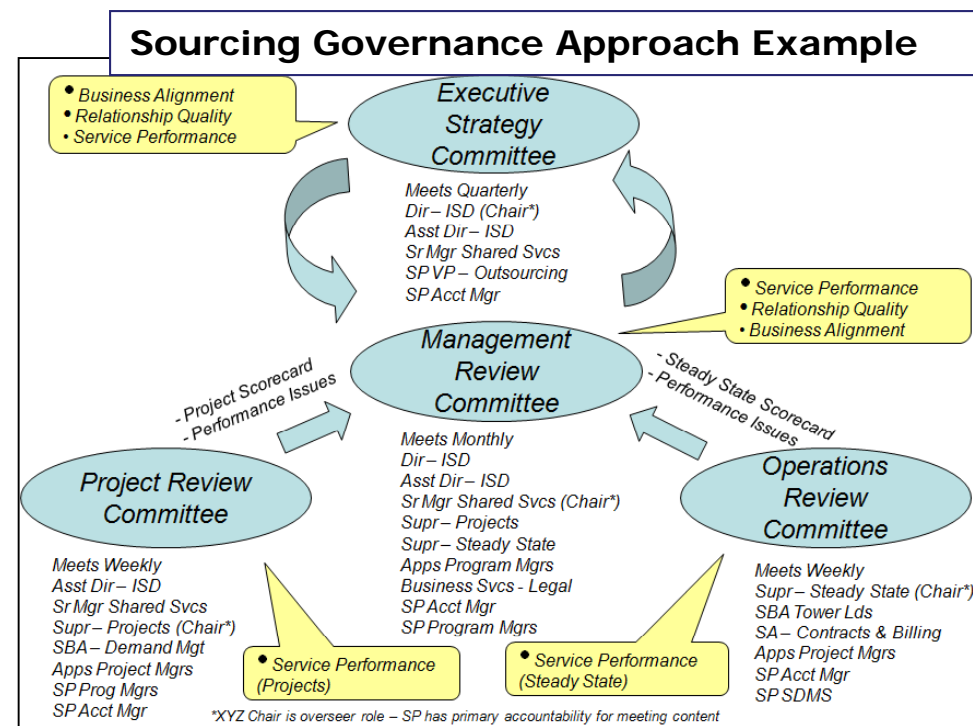 Sourcing Governance Approach Example
• Business Alignment
• Relationship Quality
• Service Performance
Executive
Strategy
Committee
Meets Quarterly
Dir – ISD (Chair*)
Asst Dir – ISD
Sr Mgr Shared Svcs
SP VP – Outsourcing
SP Acct Mgr
• Service Performance
• Relationship Quality
• Business Alignment
Management
Review
Committee
- Project Scorecard
- Performance Issues
- Steady State Scorecard
- Performance Issues
Meets Monthly
Dir – ISD
Asst Dir – ISD
Sr Mgr Shared Svcs (Chair*)
Supr – Projects
Supr – Steady State
Apps Program Mgrs
Business Svcs - Legal
SP Acct Mgr
SP Program Mgrs
Project Review
Committee
Meets Weekly
Asst Dir – ISD
Sr Mgr Shared Svcs
Supr – Projects (Chair*)
SBA – Demand Mgt
Apps Project Mgrs
SP Prog Mgrs
SP Acct Mgr
• Service Performance
(Projects)
Operations
Review
Committee
Meets Weekly
Supr – Steady State (Chair*)
SBA Tower Lds
SA – Contracts & Billing
Apps Project Mgrs
SP Acct Mgr
SP SDMS
• Service Performance
(Steady State)
*XYZ Chair is overseer role – SP has primary accountability for meeting content